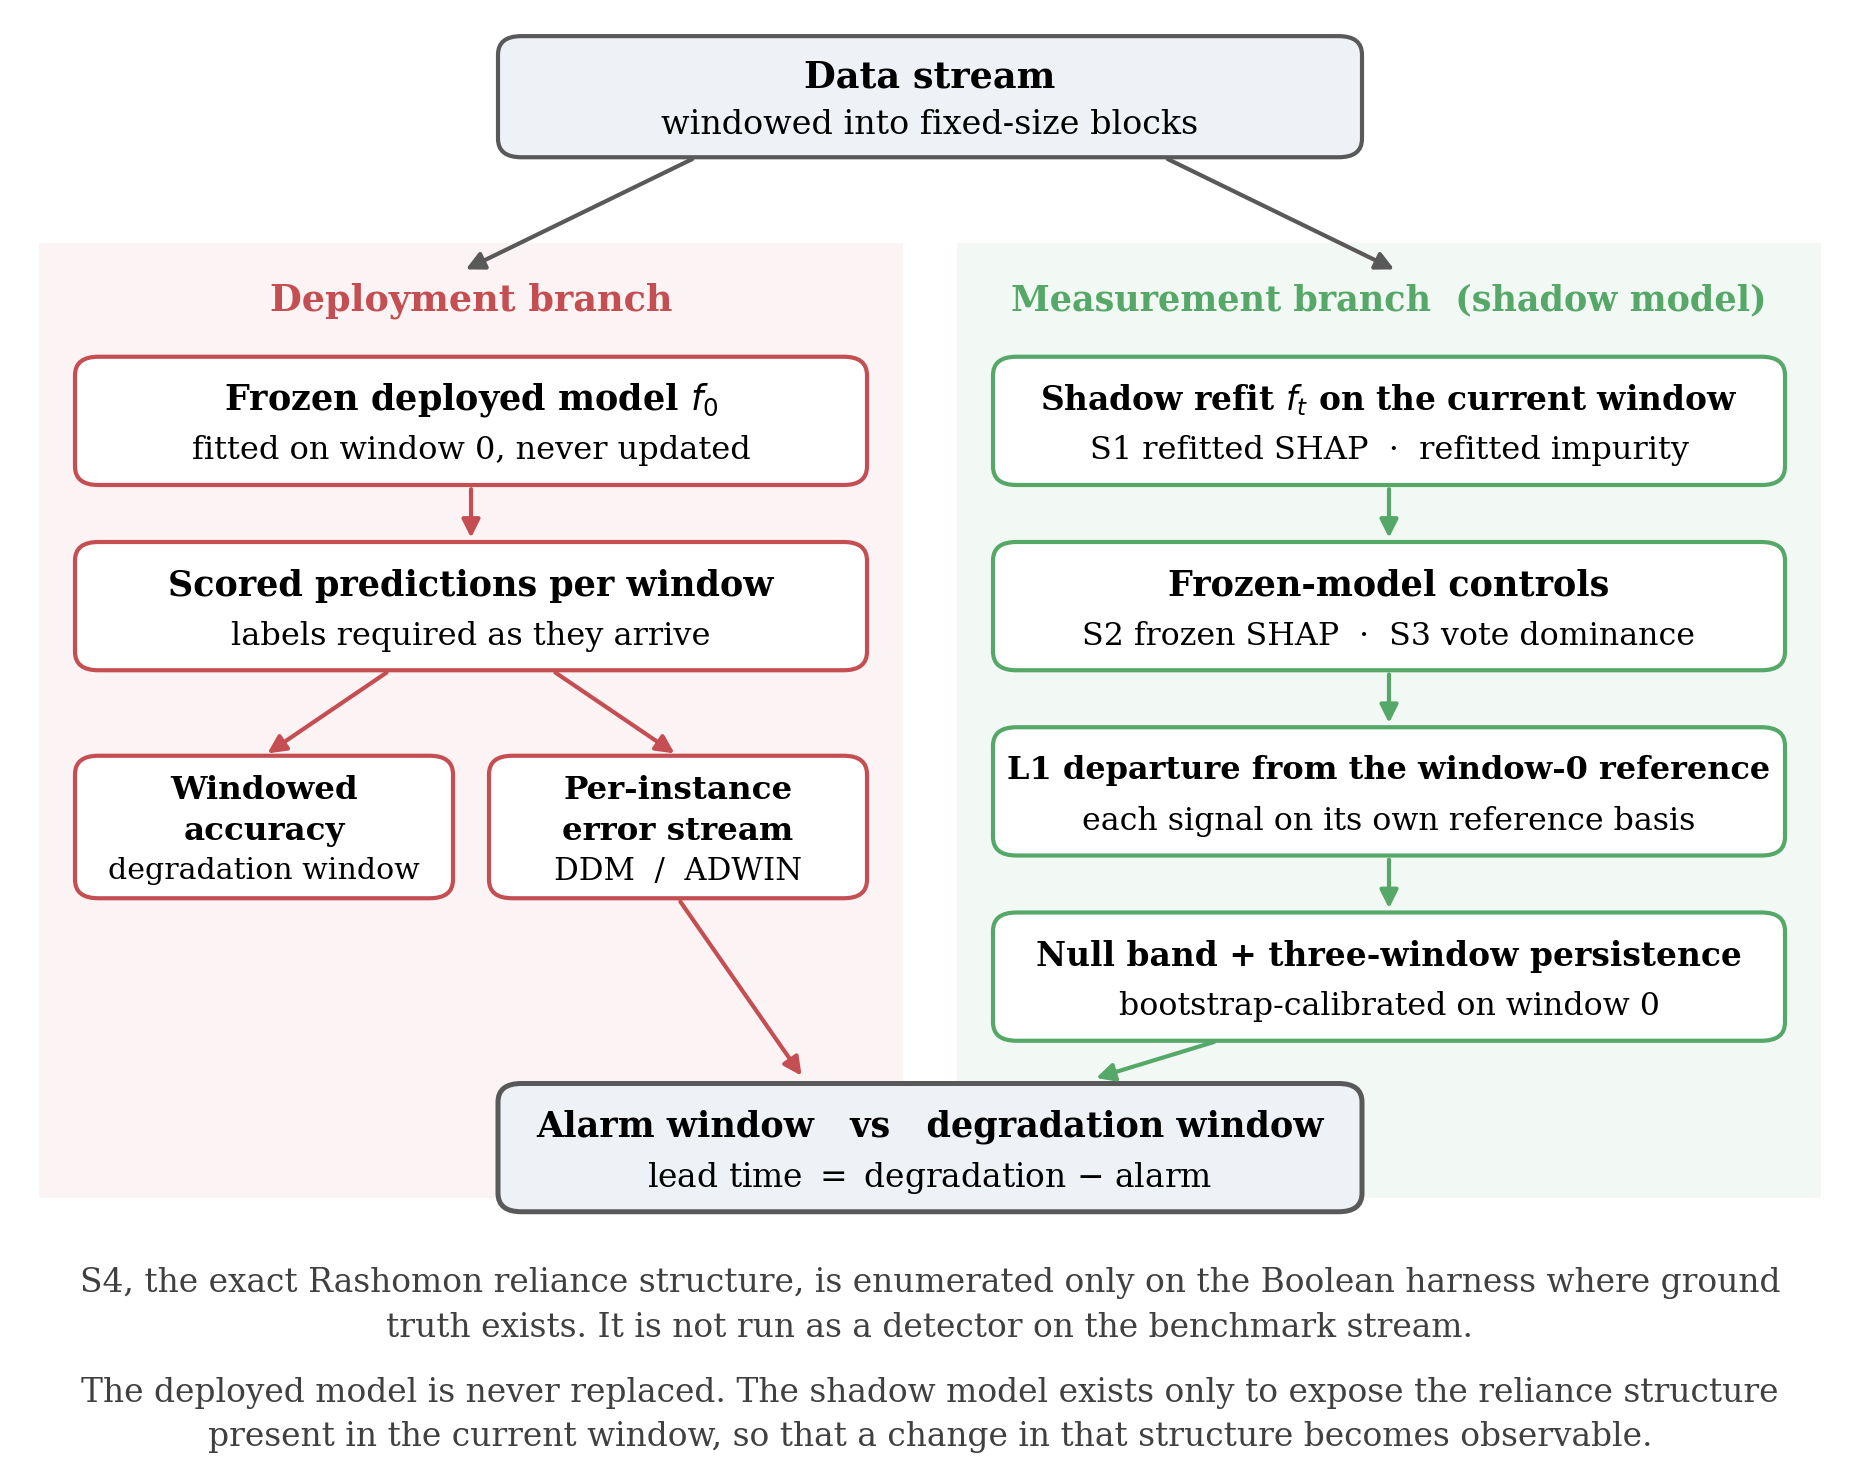 Data stream
windowed into fixed-size blocks
Deployment branch
Frozen deployed model f₀
fitted on window 0, never updated
Scored predictions per window
labels required as they arrive
Windowed
accuracy
degradation window
Per-instance
error stream
DDM / ADWIN
Measurement branch (shadow model)
Shadow refit fₜ on the current window
S1 refitted SHAP · refitted impurity
Frozen-model controls
S2 frozen SHAP · S3 vote dominance
L1 departure from the window-0 reference
each signal on its own reference basis
Null band + three-window persistence
bootstrap-calibrated on window 0
Alarm window vs degradation window
lead time = degradation − alarm
S4, the exact Rashomon reliance structure, is enumerated only on the Boolean harness where ground
truth exists. It is not run as a detector on the benchmark stream.
The deployed model is never replaced. The shadow model exists only to expose the reliance structure
present in the current window, so that a change in that structure becomes observable.